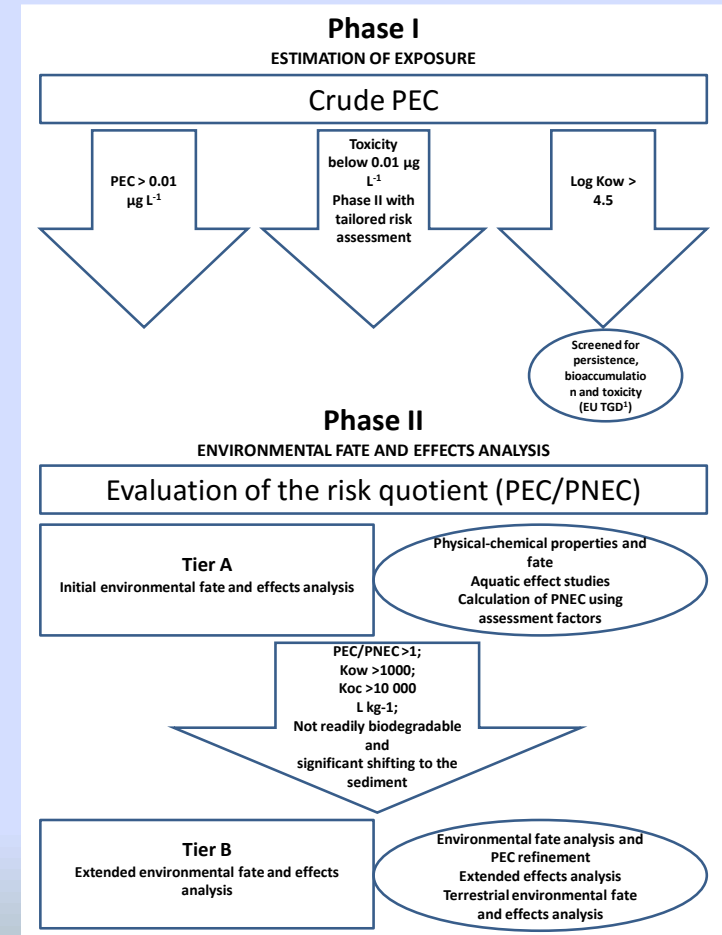 Phase I
ESTIMATION OF EXPOSURE
Crude PEC
PEC > 0.01
µg L-1
Toxicity
below 0.01 µg
L-1
Phase II with
tailored risk
assessment
Log Kow >
4.5
Screened for
persistence,
bioaccumulatio
n and toxicity
(EU TGD1)
Phase II
ENVIRONMENTAL FATE AND EFFECTS ANALYSIS
Evaluation of the risk quotient (PEC/PNEC)
Tier A
Initial environmental fate and effects analysis
Physical-chemical properties and
fate
Aquatic effect studies
Calculation of PNEC using
assessment factors
PEC/PNEC >1;
Kow >1000;
Koc >10 000
L kg-1;
Not readily biodegradable
and
significant shifting to the
sediment
Tier B
Extended environmental fate and effects
analysis
Environmental fate analysis and
PEC refinement
Extended effects analysis
Terrestrial environmental fate
and effects analysis